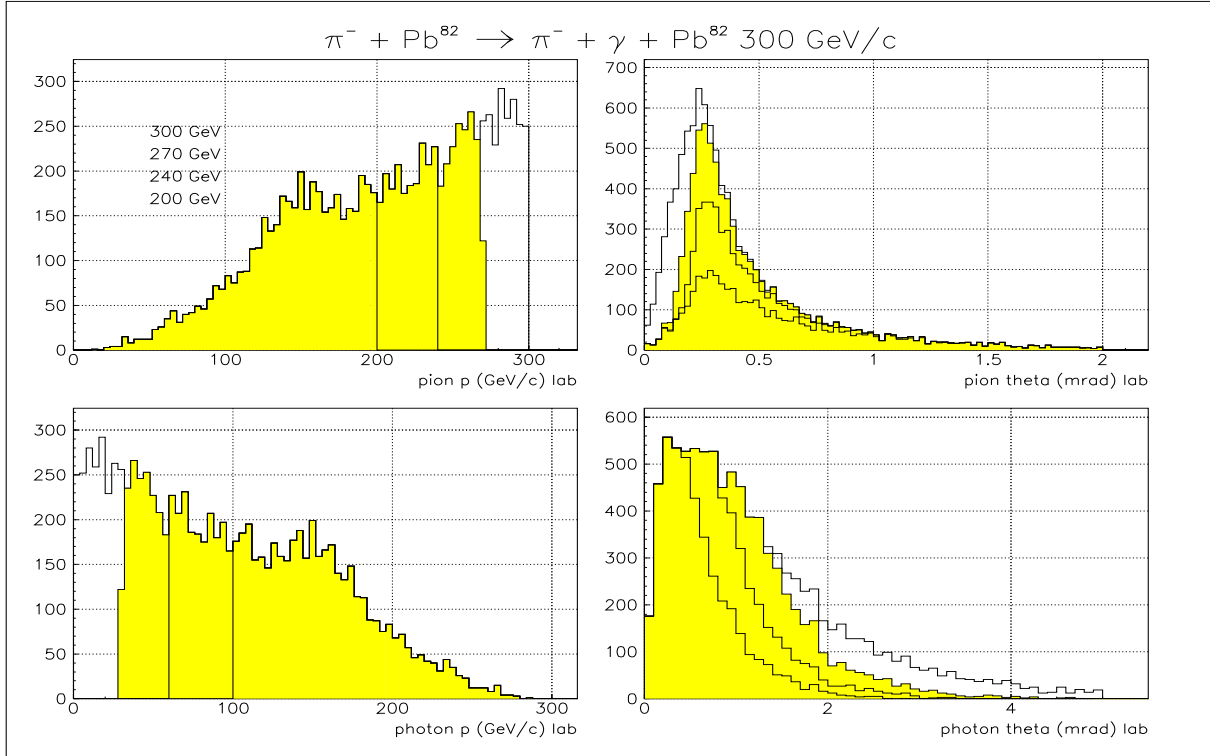 π⁻ + Pb⁸² → π⁻ + γ + Pb⁸² 300 GeV/c
300
250
200
150
100
50
0
300 GeV
270 GeV
240 GeV
200 GeV
0 100 200 300
pion p (GeV/c) lab
700
600
500
400
300
200
100
0
0 0.5 1 1.5 2
pion theta (mrad) lab
300
250
200
150
100
50
0
0 100 200 300
photon p (GeV/c) lab
600
500
400
300
200
100
0
0 2 4
photon theta (mrad) lab